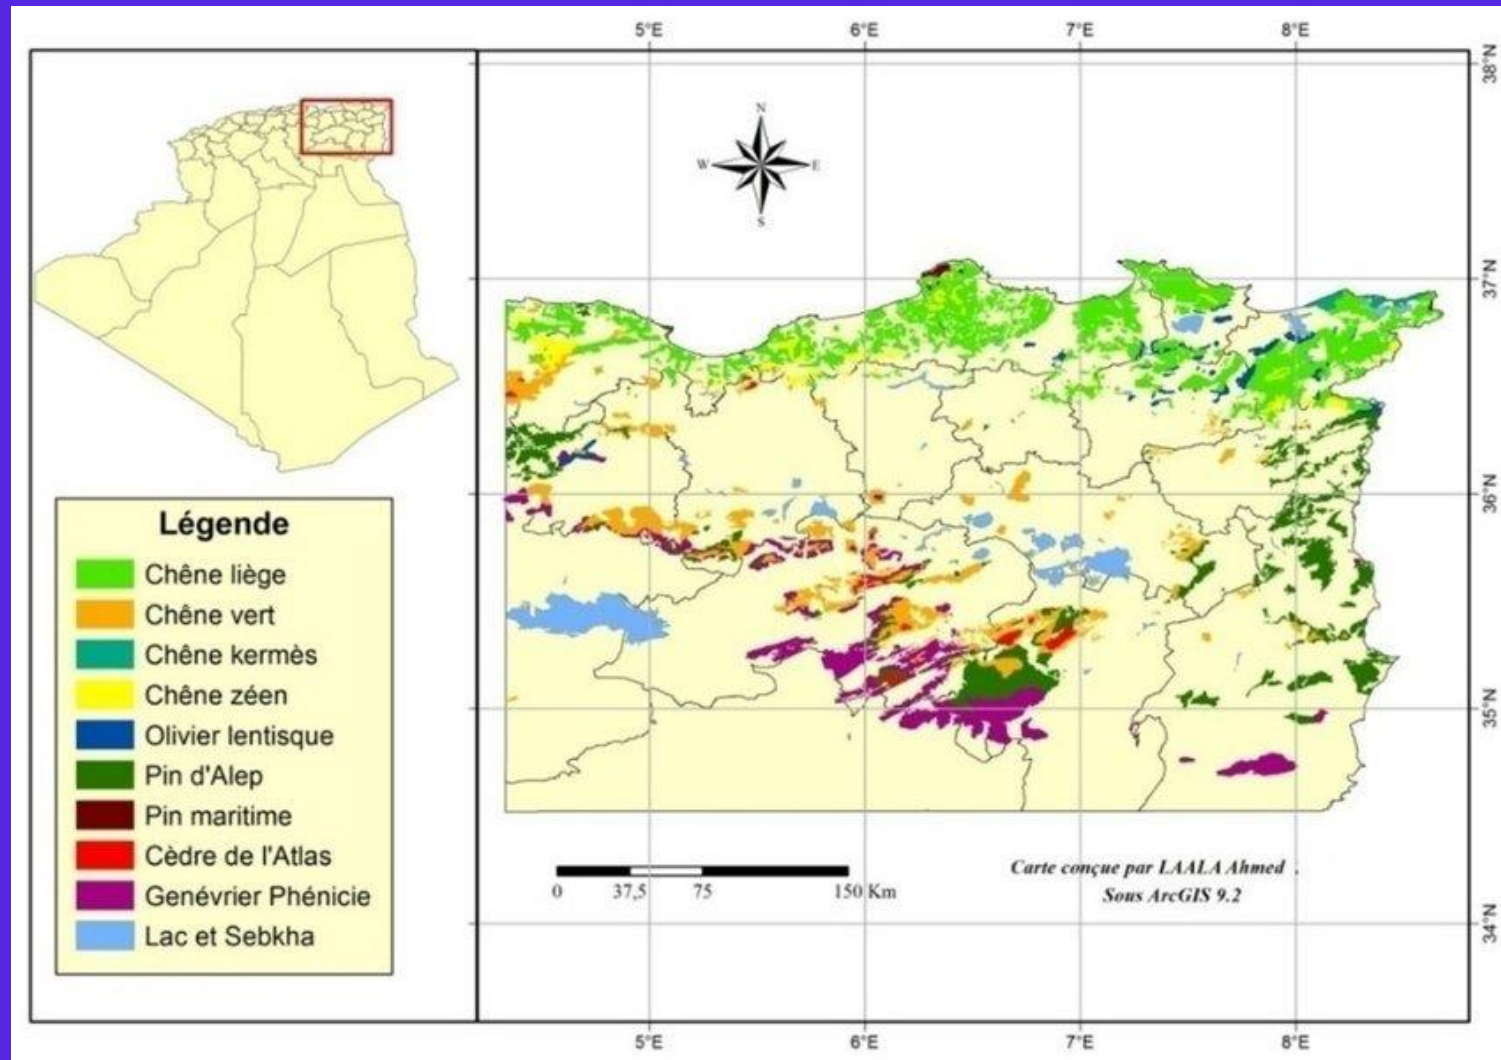 5°E 6°E 7°E 8°E
38°N
N
W E
S
37°N
36°N
35°N
34°N
Légende
Chêne liège
Chêne vert
Chêne kermès
Chêne zéen
Olivier lentisque
Pin d'Alep
Pin maritime
Cèdre de l'Atlas
Genévrier Phénicie
Lac et Sebkha
0 37,5 75 150 Km
Carte conçue par LAALA Ahmed .
Sous ArcGIS 9.2
5°E 6°E 7°E 8°E